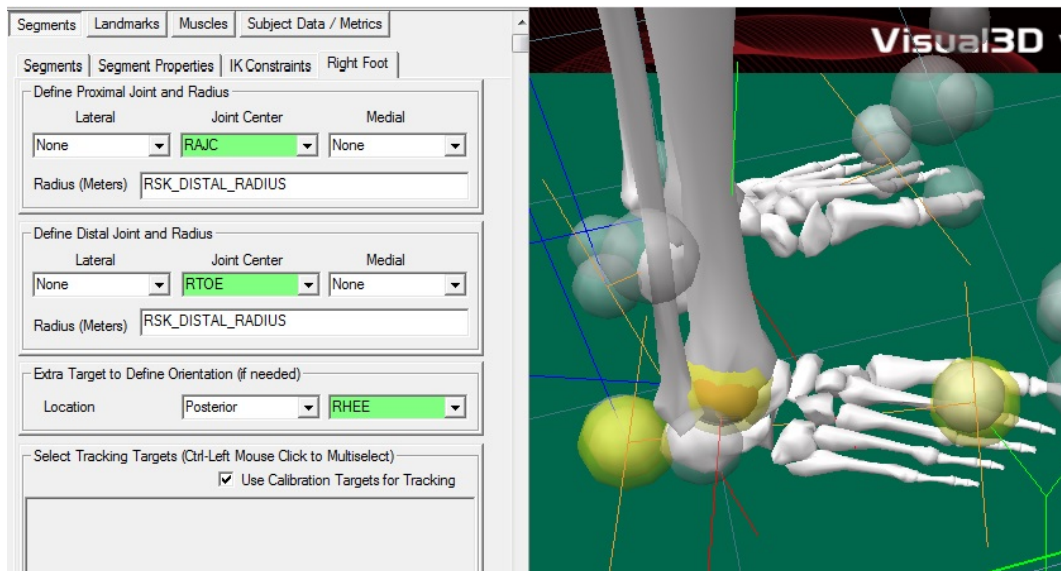 Segments Landmarks Muscles Subject Data / Metrics
Visual3D v
Segments Segment Properties IK Constraints Right Foot
Define Proximal Joint and Radius
Lateral Joint Center Medial
None RAJC None
Radius (Meters) RSK_DISTAL_RADIUS
Define Distal Joint and Radius
Lateral Joint Center Medial
None RTOE None
Radius (Meters) RSK_DISTAL_RADIUS
Extra Target to Define Orientation (if needed)
Location Posterior RHEE
Select Tracking Targets (Ctrl-Left Mouse Click to Multiselect)
Use Calibration Targets for Tracking